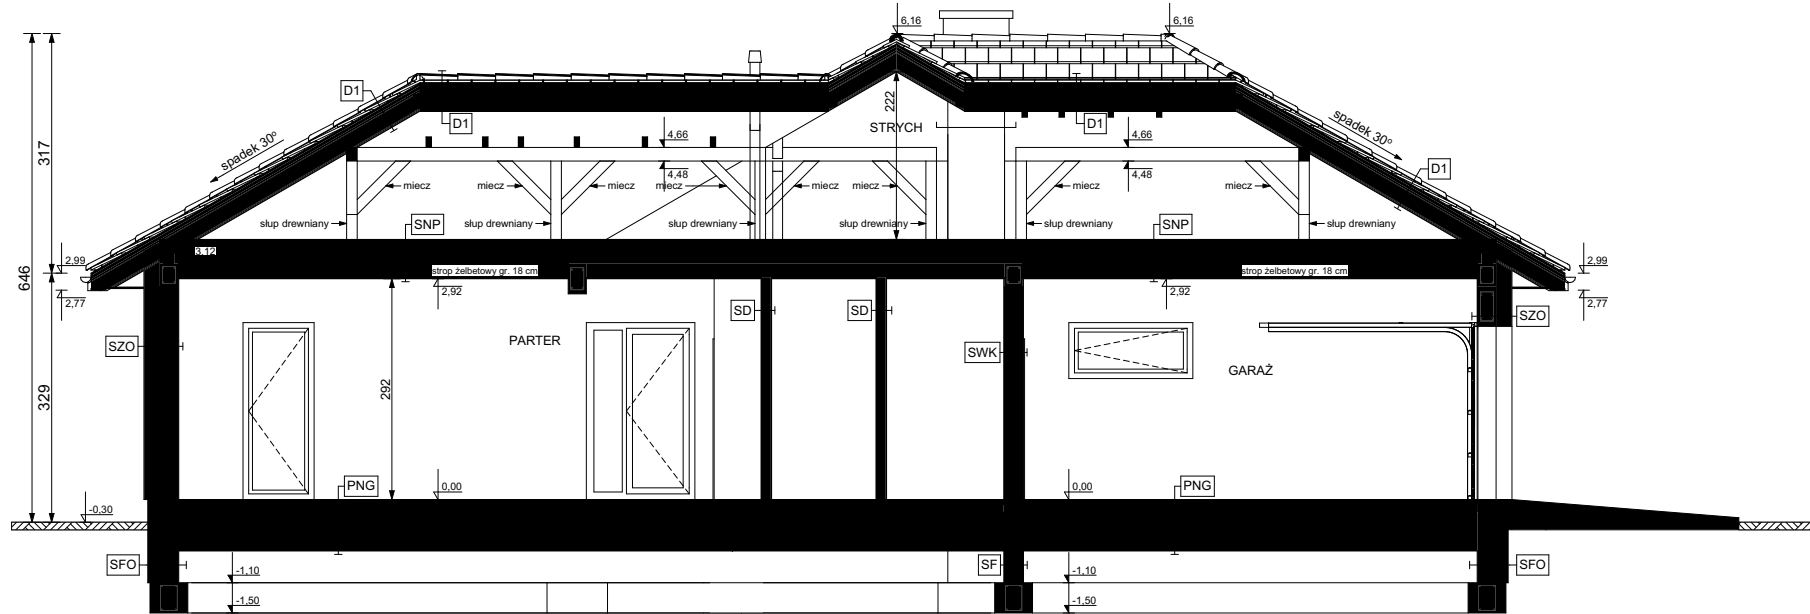 6,16
6,16
D1
222
STRYCH
D1
D1
spadek 30°
spadek 30°
317
4,66
4,66
4,48
4,48
D1
miecz
miecz
miecz
miecz
miecz
miecz
miecz
miecz
słup drewniany
SNP
słup drewniany
słup drewniany
słup drewniany
słup drewniany
SNP
słup drewniany
3,12
2,99
2,99
646
strop żelbetowy gr. 18 cm
strop żelbetowy gr. 18 cm
2,77
2,92
2,92
2,77
SD
SD
SZO
SZO
PARTER
SWK
GARAŻ
329
292
PNG
0,00
0,00
PNG
-0,30
SFO
-1,10
SF
-1,10
SFO
-1,50
-1,50